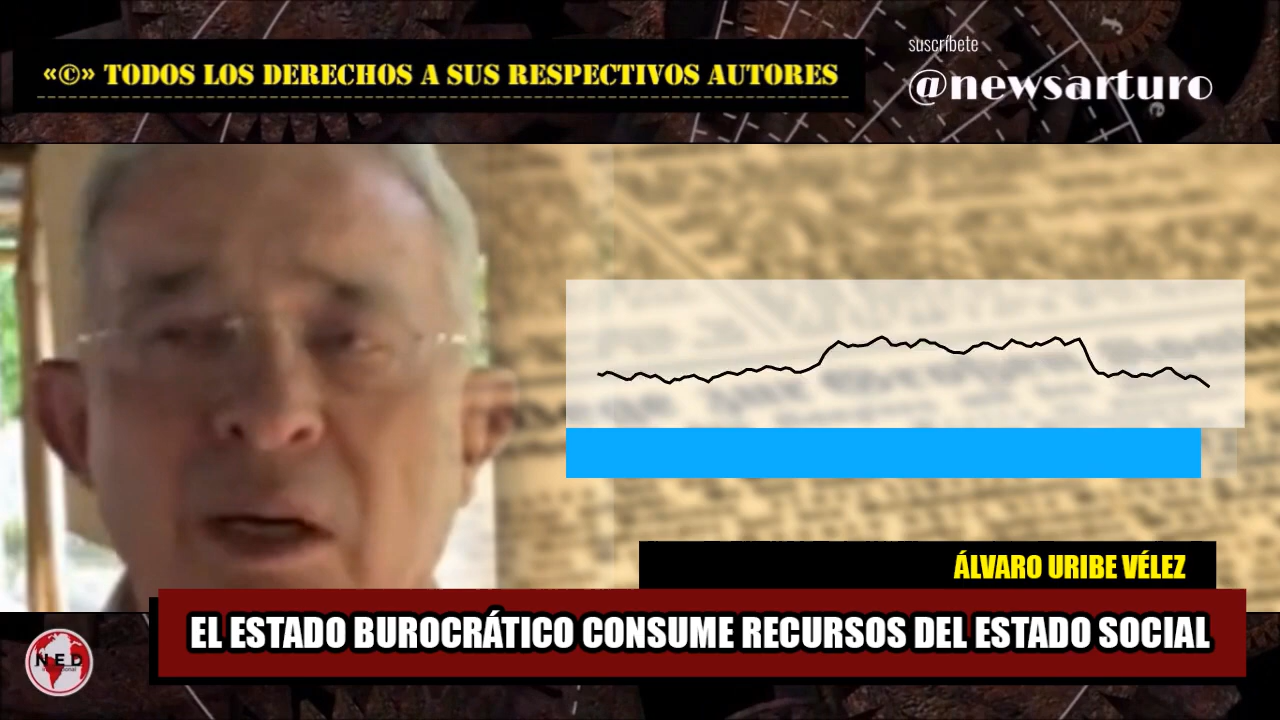 «©» TODOS LOS DERECHOS A SUS RESPECTIVOS AUTORES
suscríbete
@newsarturo
ÁLVARO URIBE VÉLEZ
EL ESTADO BUROCRÁTICO CONSUME RECURSOS DEL ESTADO SOCIAL
NED